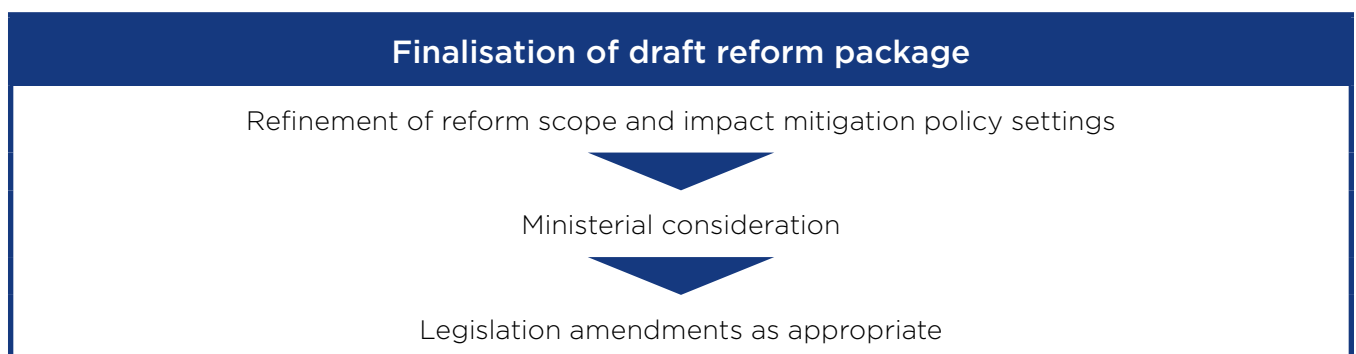 Finalisation of draft reform package
Refinement of reform scope and impact mitigation policy settings
Ministerial consideration
Legislation amendments as appropriate